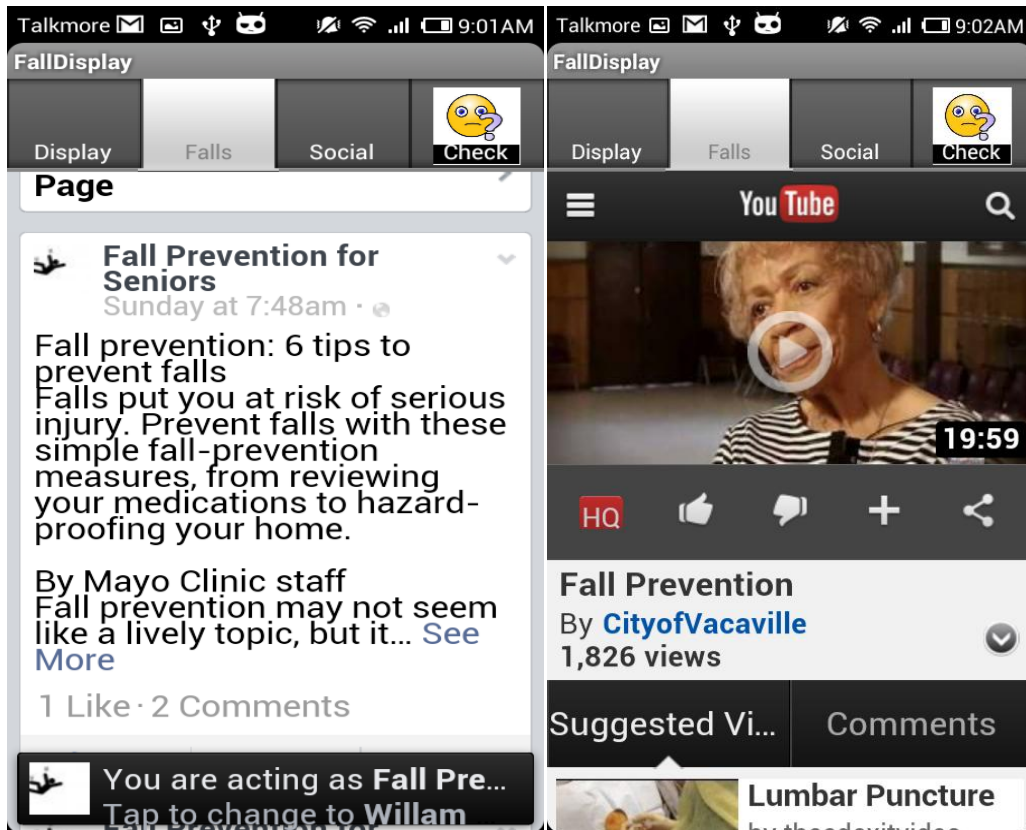 Talkmore 9:01AM
FallDisplay
Display Falls Social Check
Page
Fall Prevention for
Seniors
Sunday at 7:48am ·
Fall prevention: 6 tips to
prevent falls
Falls put you at risk of serious
injury. Prevent falls with these
simple fall-prevention
measures, from reviewing
your medications to hazard-
proofing your home.
By Mayo Clinic staff
Fall prevention may not seem
like a lively topic, but it... See
More
1 Like · 2 Comments
You are acting as Fall Pre...
Tap to change to Willam
Fall Prevention for
Talkmore 9:02AM
FallDisplay
Display Falls Social Check
YouTube
19:59
HQ
Fall Prevention
By CityofVacaville
1,826 views
Suggested Vi... Comments
Lumbar Puncture
by thedoxityvideo